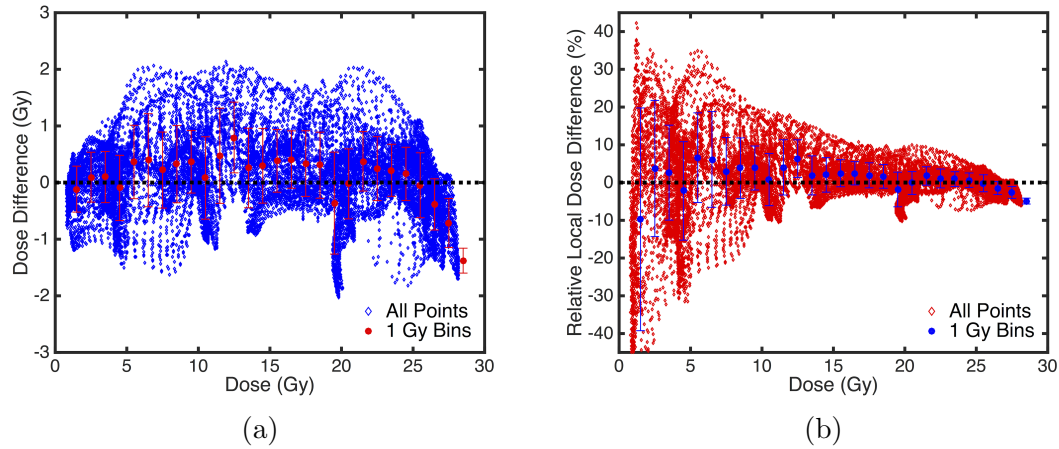 3
2
1
0
-1
-2
-3
Dose Difference (Gy)
All Points
1 Gy Bins
0 5 10 15 20 25 30
Dose (Gy)
(a)
40
30
20
10
0
-10
-20
-30
-40
Relative Local Dose Difference (%)
All Points
1 Gy Bins
0 5 10 15 20 25 30
Dose (Gy)
(b)